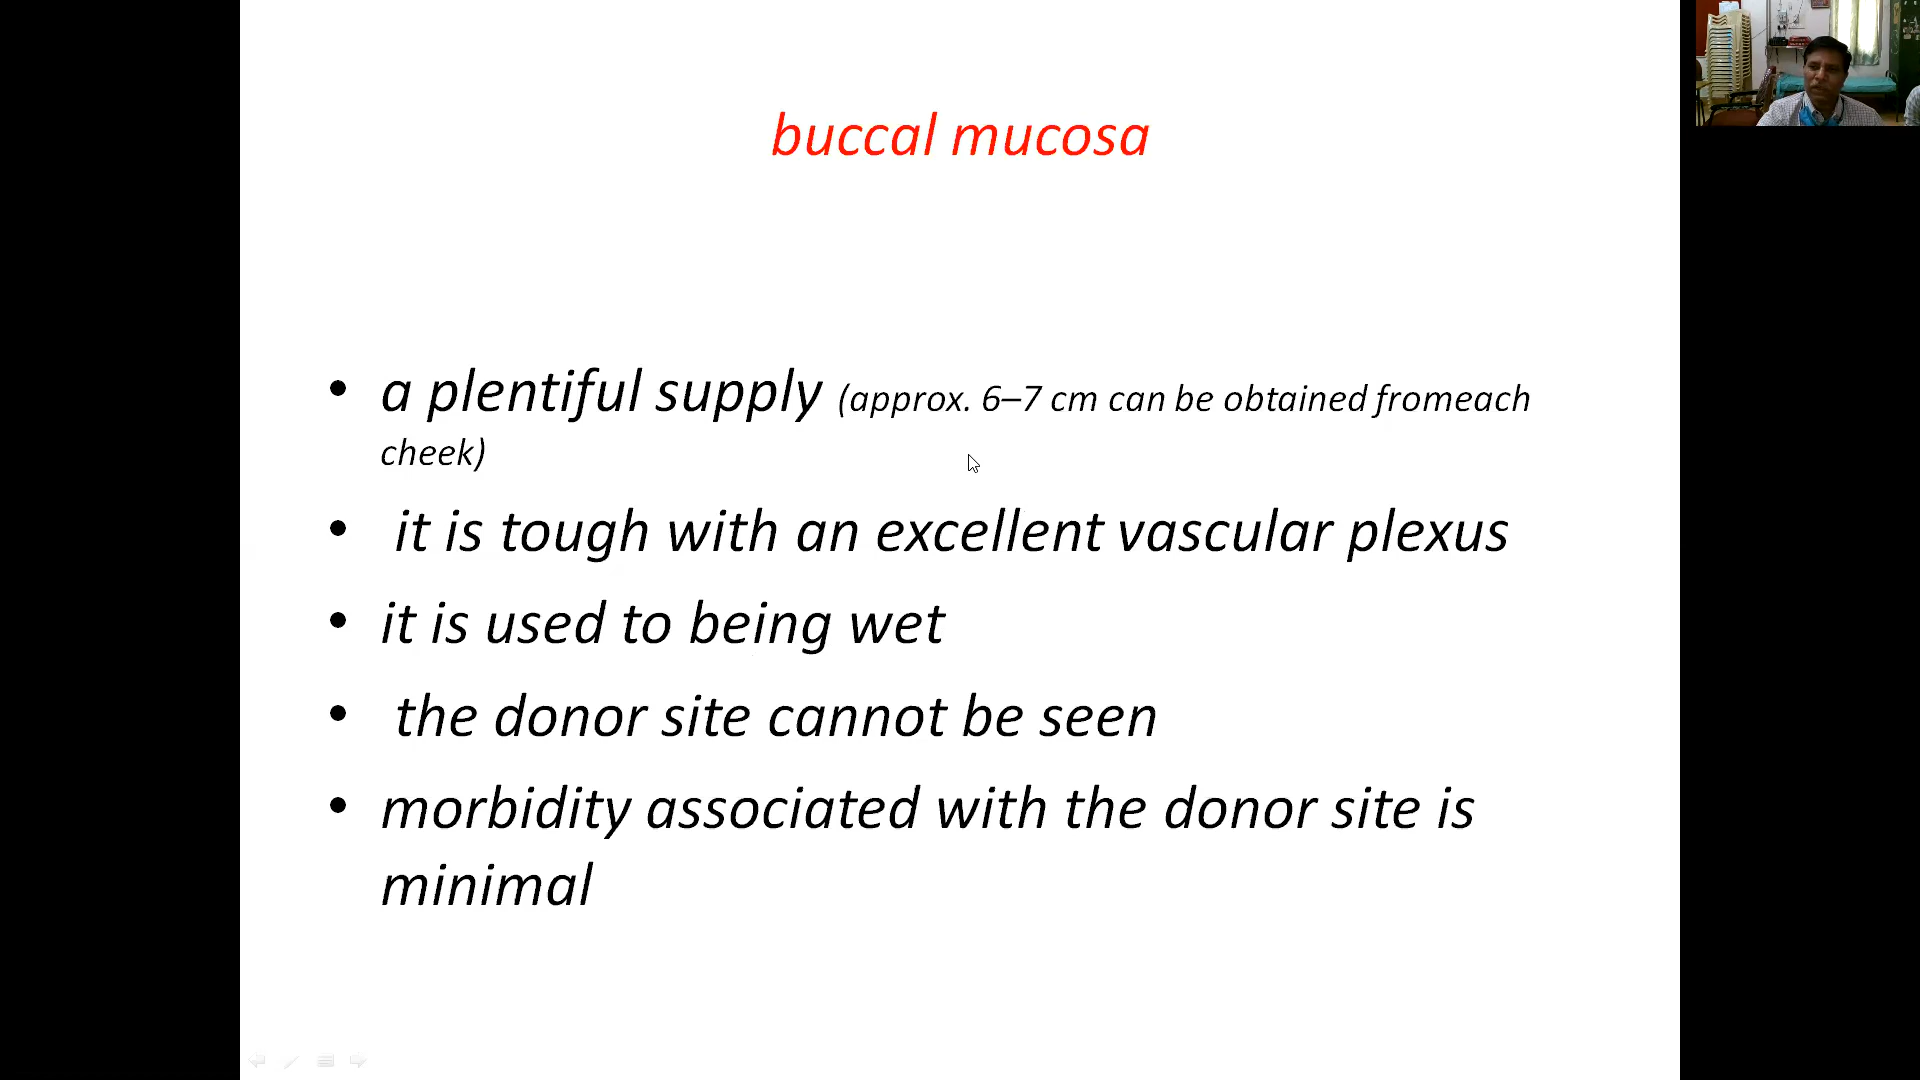 buccal mucosa
• a plentiful supply (approx. 6–7 cm can be obtained fromeach
cheek)
• it is tough with an excellent vascular plexus
• it is used to being wet
• the donor site cannot be seen
• morbidity associated with the donor site is
minimal